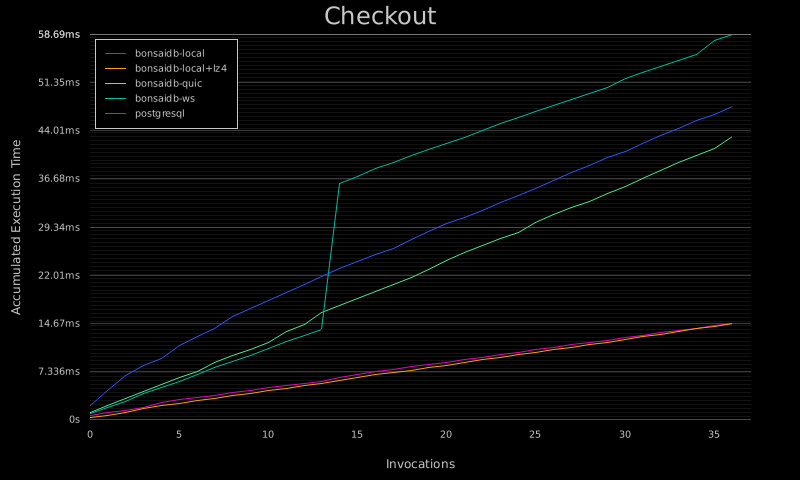 Checkout
58.69ms
51.35ms
44.01ms
36.68ms
29.34ms
22.01ms
14.67ms
7.336ms
0s
bonsaidb-local
bonsaidb-local+lz4
bonsaidb-quic
bonsaidb-ws
postgresql
Accumulated Execution Time
0 5 10 15 20 25 30 35
Invocations